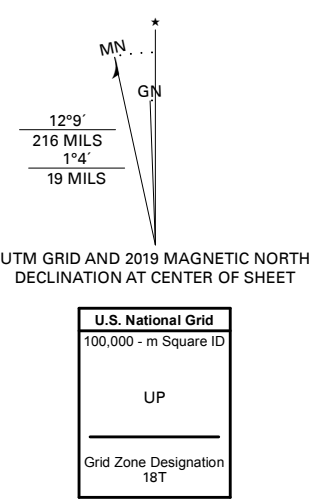 MN
GN
12°9´
216 MILS
1°4´
19 MILS
UTM GRID AND 2019 MAGNETIC NORTH
DECLINATION AT CENTER OF SHEET
U.S. National Grid
100,000 - m Square ID
UP
Grid Zone Designation
18T